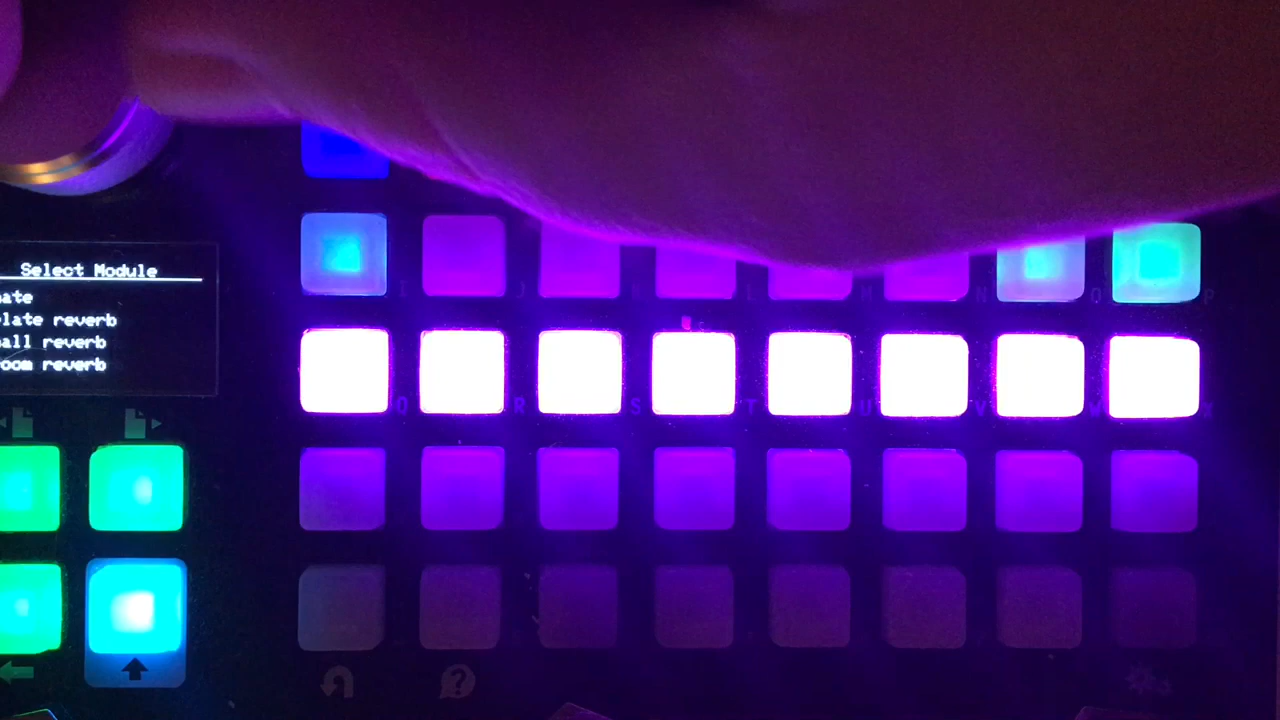 Select Module
ate
late reverb
all reverb
oom reverb
I J L M N O P
Q R S T U V W X